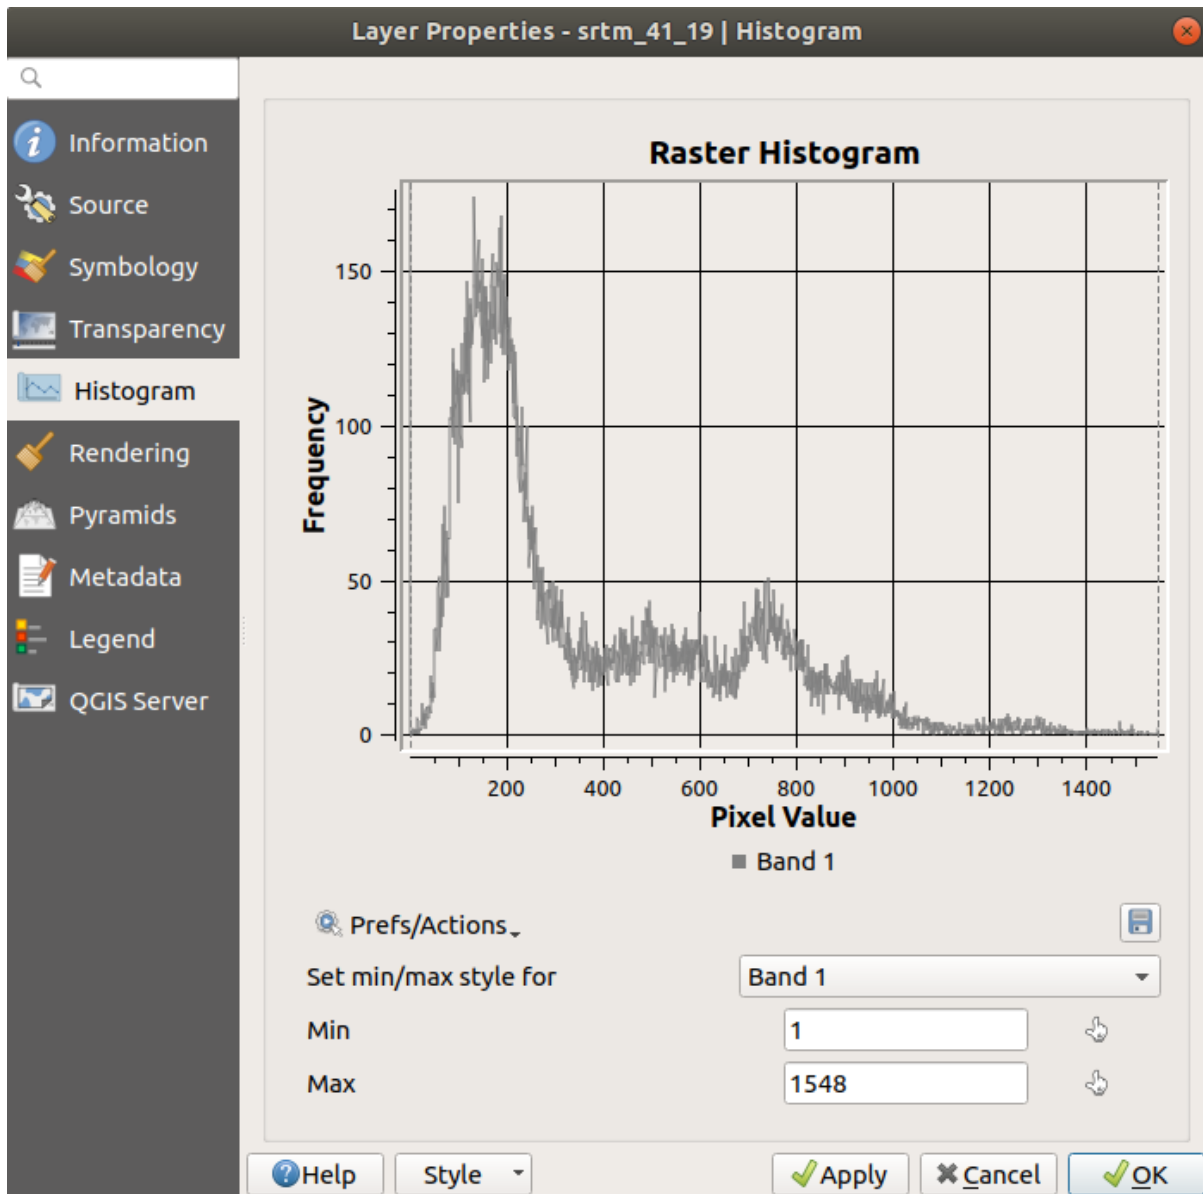 Layer Properties - srtm_41_19 | Histogram
Information
Source
Symbology
Transparency
Histogram
Rendering
Pyramids
Metadata
Legend
QGIS Server
Raster Histogram
Frequency
150
100
50
0
200 400 600 800 1000 1200 1400
Pixel Value
Band 1
Prefs/Actions
Set min/max style for Band 1
Min 1
Max 1548
Help Style Apply Cancel OK